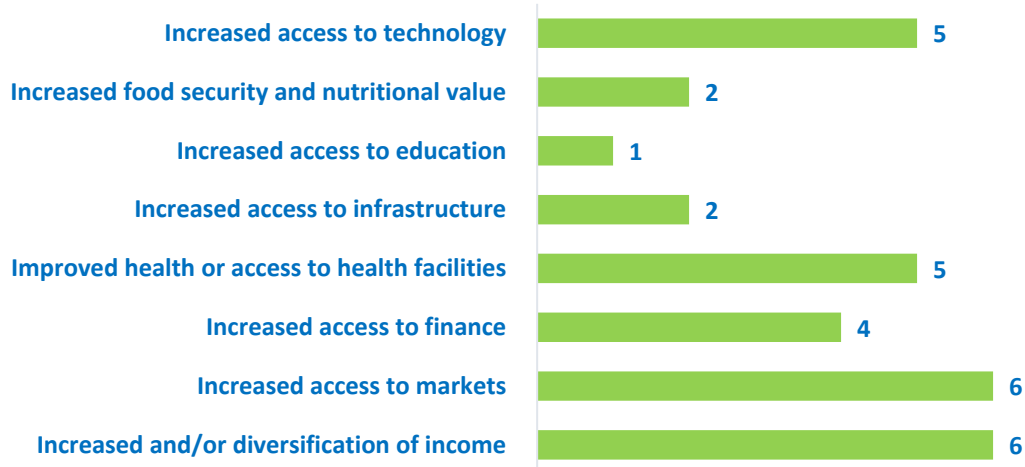 Increased access to technology 5
Increased food security and nutritional value 2
Increased access to education 1
Increased access to infrastructure 2
Improved health or access to health facilities 5
Increased access to finance 4
Increased access to markets 6
Increased and/or diversification of income 6